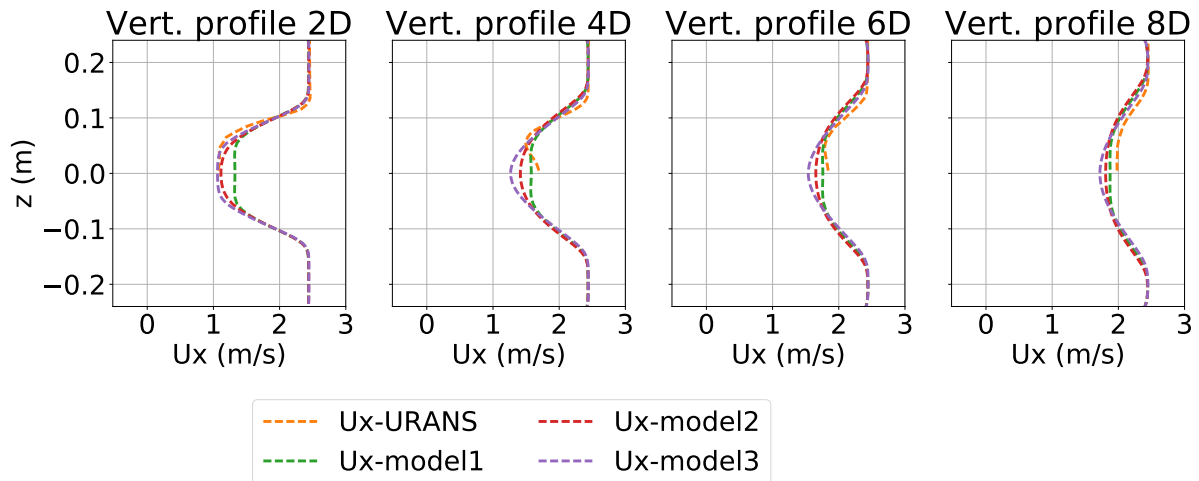 Vert. profile 2D Vert. profile 4D Vert. profile 6D Vert. profile 8D
0.2
0.1
0.0
−0.1
−0.2
z (m)
0 1 2 3 0 1 2 3 0 1 2 3 0 1 2 3
Ux (m/s) Ux (m/s) Ux (m/s) Ux (m/s)
Ux-URANS Ux-model2
Ux-model1 Ux-model3